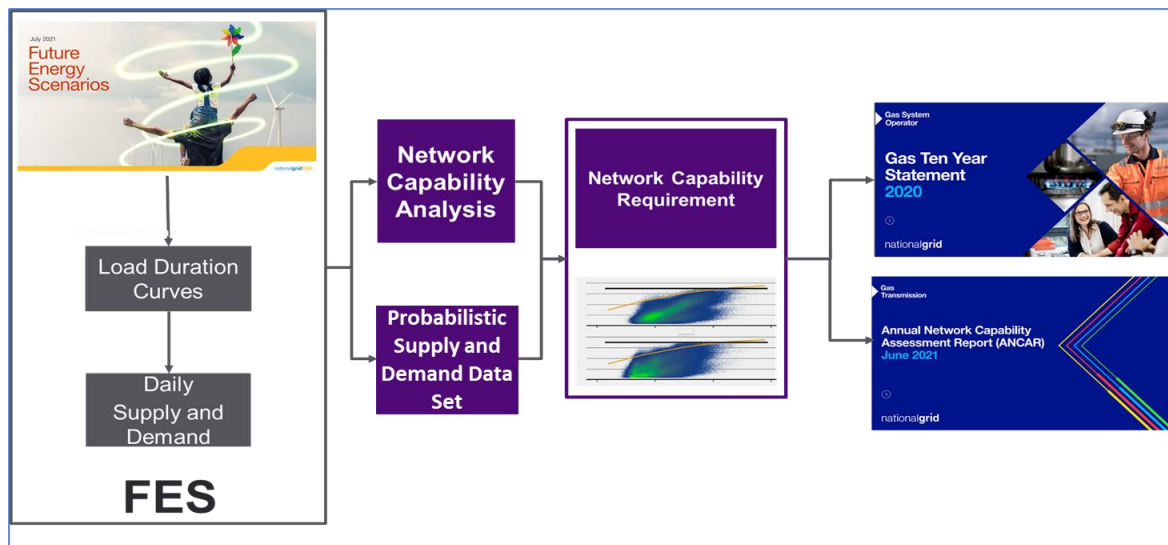 July 2021
Future
Energy
Scenarios
nationalgridESO
Load Duration
Curves
Daily
Supply and
Demand
FES
Network
Capability
Analysis
Probabilistic
Supply and
Demand Data
Set
Network Capability
Requirement
Gas System
Operator
Gas Ten Year
Statement
2020
nationalgrid
Gas
Transmission
Annual Network Capability
Assessment Report (ANCAR)
June 2021
nationalgrid